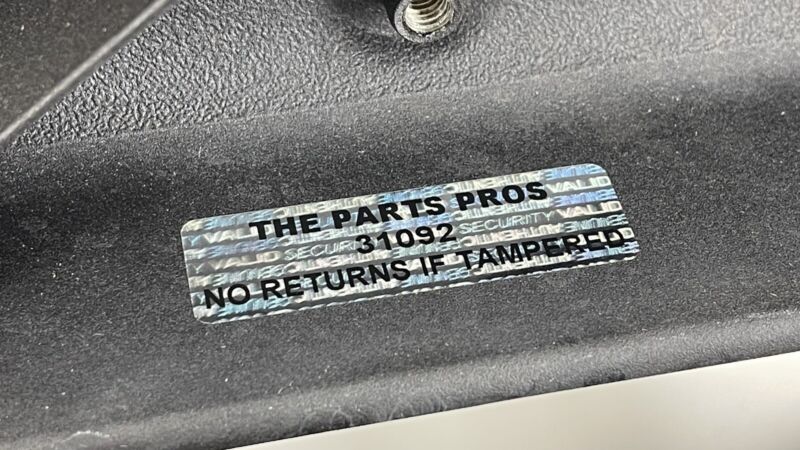 THE PARTS PROS
31092
NO RETURNS IF TAMPERED